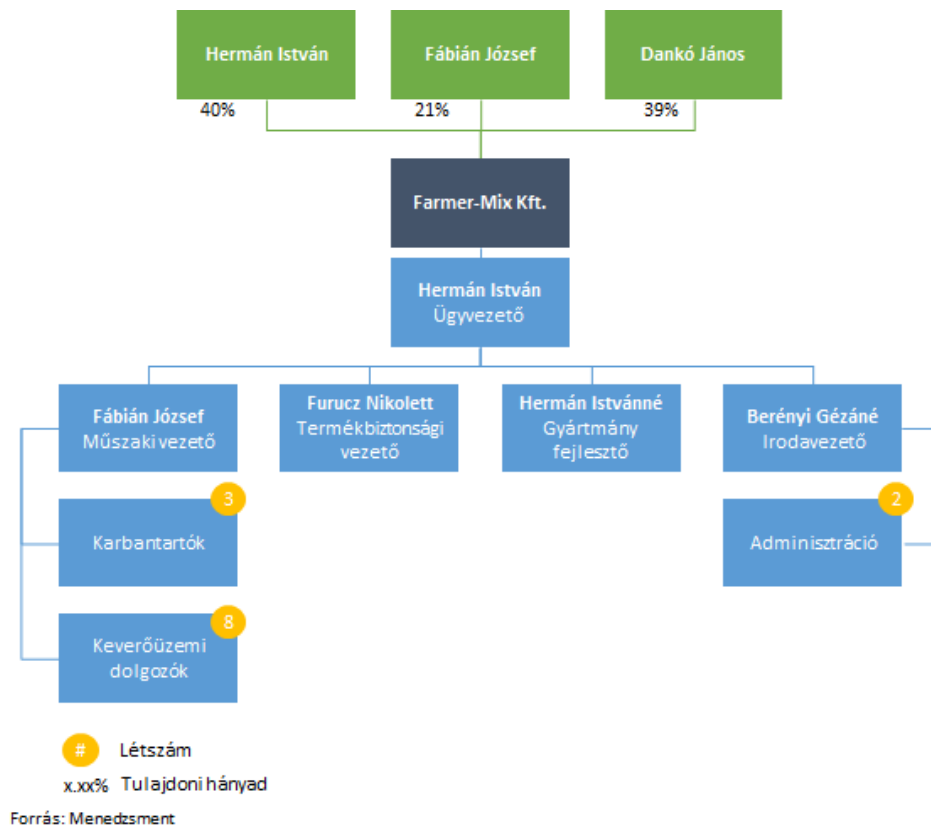 Hermán István
Fábián József
Dankó János
40%
21%
39%
Farmer-Mix Kft.
Hermán István
Ügyvezető
Fábián József
Műszaki vezető
Furucz Nikolett
Termékbiztonsági
vezető
Hermán Istvánné
Gyártmány
fejlesztő
Berényi Gézáné
Irodavezető
3
Karbantartók
2
Adminisztráció
8
Keverőüzemi
dolgozók
# Létszám
x.xx% Tulajdoni hányad
Forrás: Menedzsment